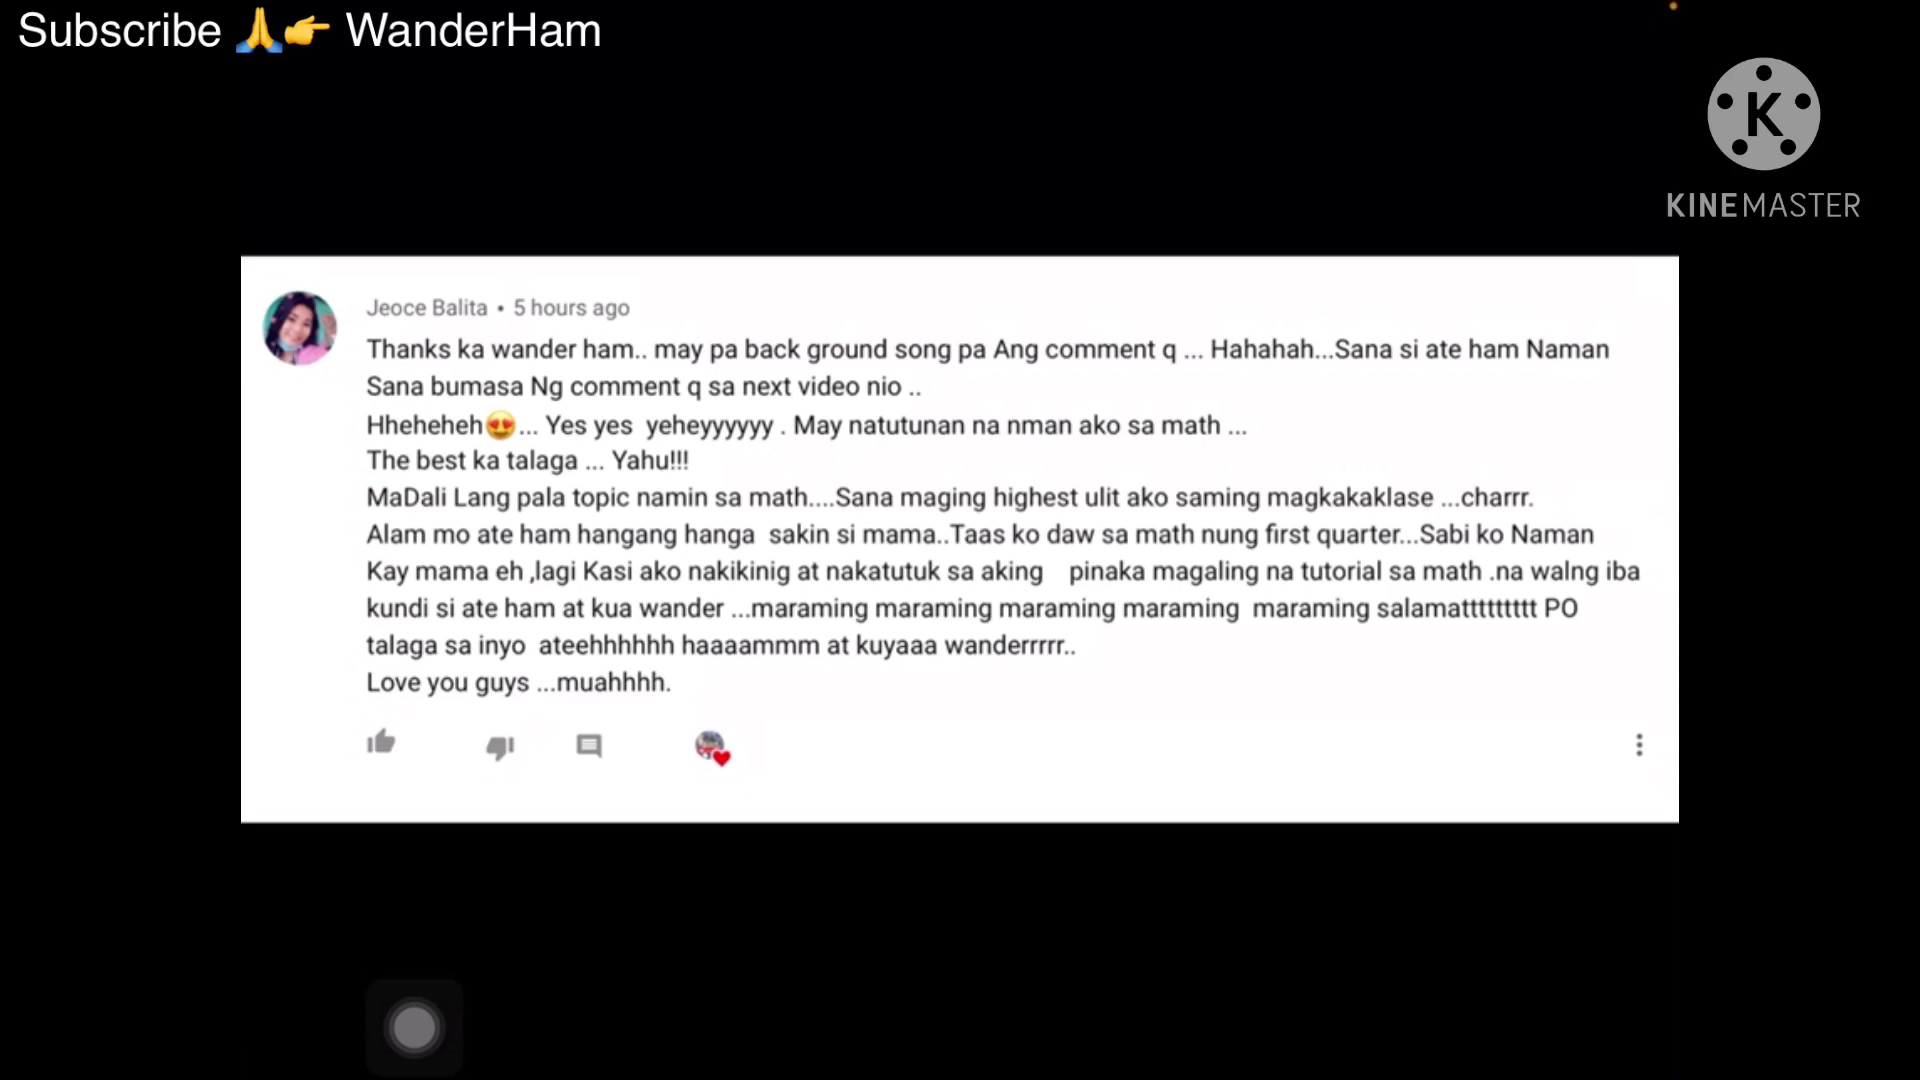 Subscribe 🙏👉 WanderHam
K
KINEMASTER
Jeoce Balita • 5 hours ago
Thanks ka wander ham.. may pa back ground song pa Ang comment q ... Hahahah...Sana si ate ham Naman
Sana bumasa Ng comment q sa next video nio ..
Hheheheh😍... Yes yes  yeheyyyyyy . May natutunan na nman ako sa math ...
The best ka talaga ... Yahu!!!
MaDali Lang pala topic namin sa math....Sana maging highest ulit ako saming magkakaklase ...charrr.
Alam mo ate ham hangang hanga  sakin si mama..Taas ko daw sa math nung first quarter...Sabi ko Naman
Kay mama eh ,lagi Kasi ako nakikinig at nakatutuk sa aking    pinaka magaling na tutorial sa math .na walng iba
kundi si ate ham at kua wander ...maraming maraming maraming maraming  maraming salamattttttttt PO
talaga sa inyo  ateehhhhhh haaaammm at kuyaaa wanderrrrr..
Love you guys ...muahhhh.